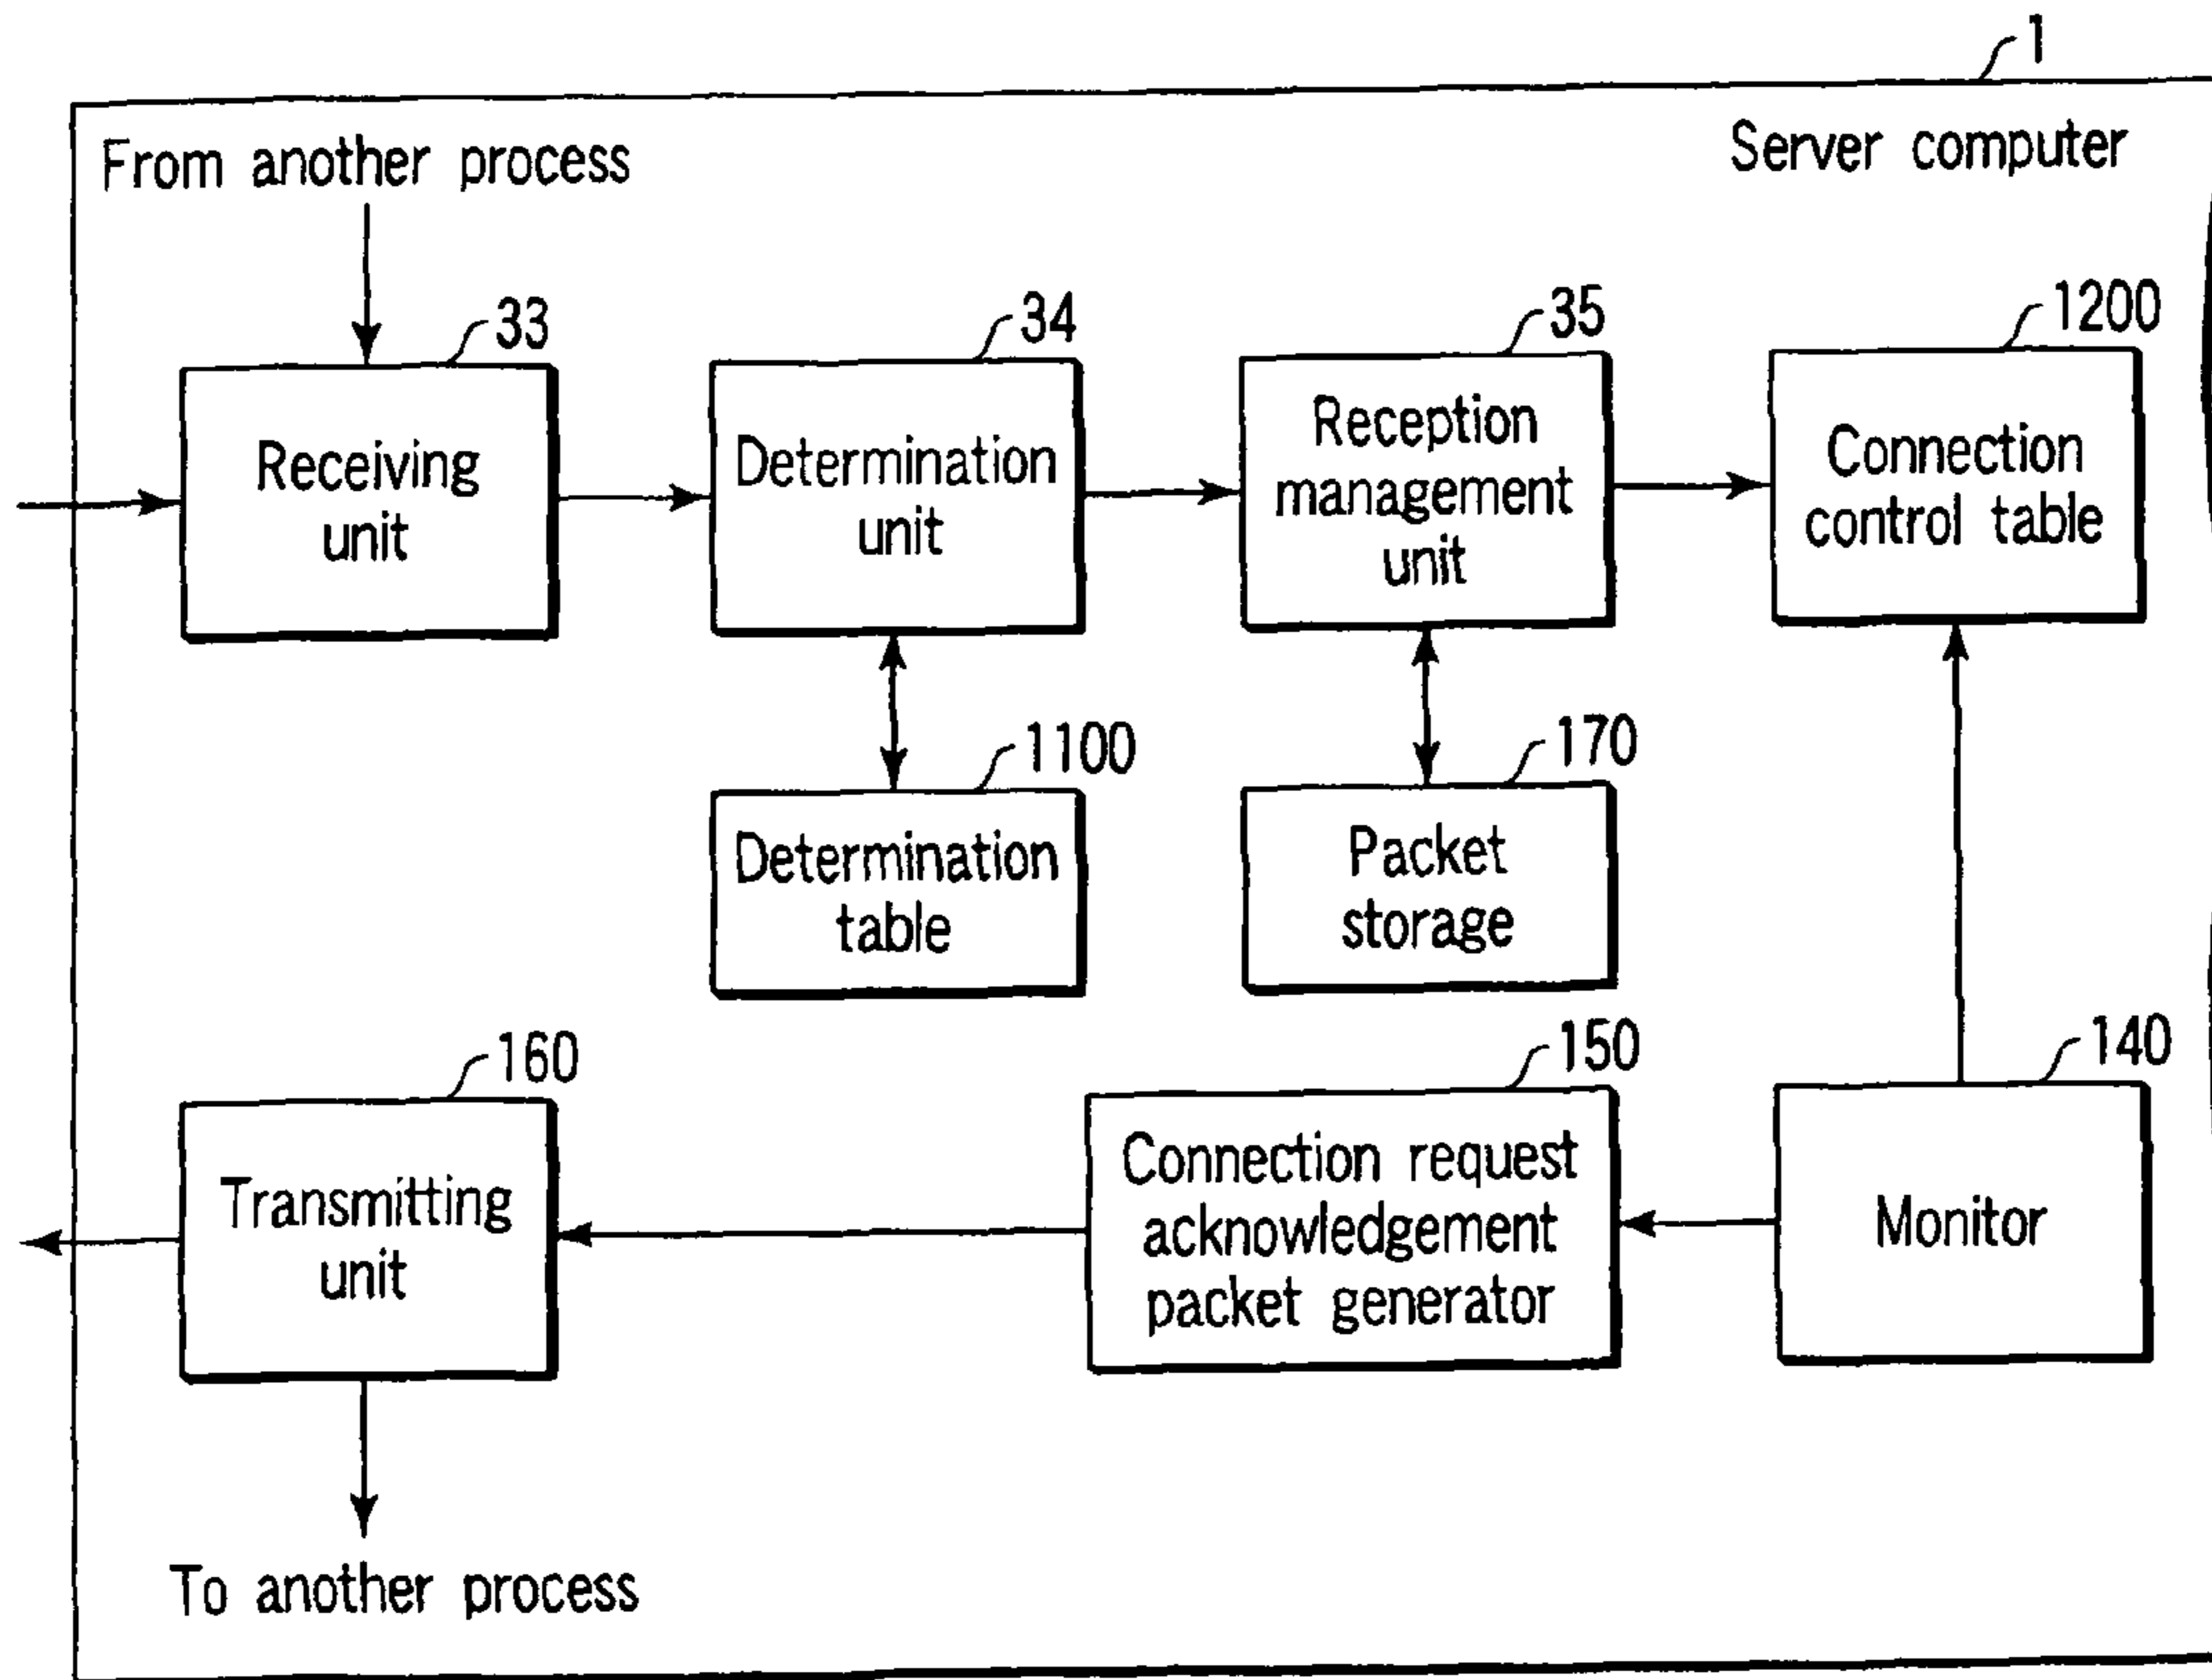 1
From another process
Server computer
33
34
35
1200
Receiving
unit
Determination
unit
Reception
management
unit
Connection
control table
1100
170
Determination
table
Packet
storage
160
150
140
Transmitting
unit
Connection request
acknowledgement
packet generator
Monitor
To another process